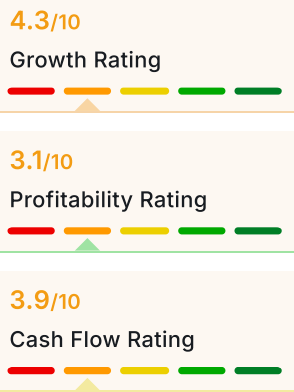 4.3/10
Growth Rating
3.1/10
Profitability Rating
3.9/10
Cash Flow Rating